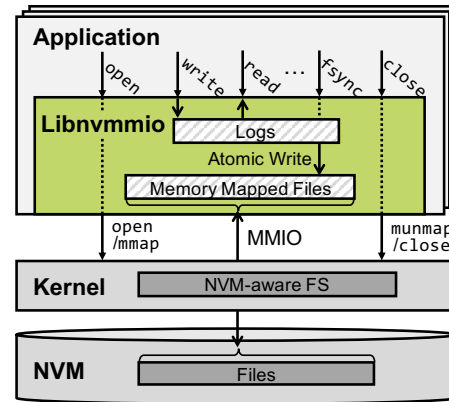 Application
open write read ... fsync close
Libnvmmio
Logs
Atomic Write
Memory Mapped Files
open
/mmap
MMIO
munmap
/close
Kernel
NVM-aware FS
NVM
Files